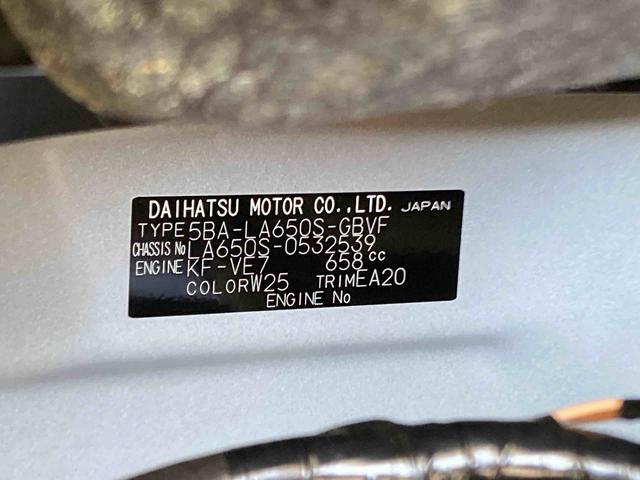 DAIHATSU MOTOR CO.,LTD. JAPAN
TYPE 5BA-LA650S-GBVF
CHASSIS No LA650S-0532539
ENGINE KF-VE7 658cc
COLOR W25 TRIM EA20
ENGINE No